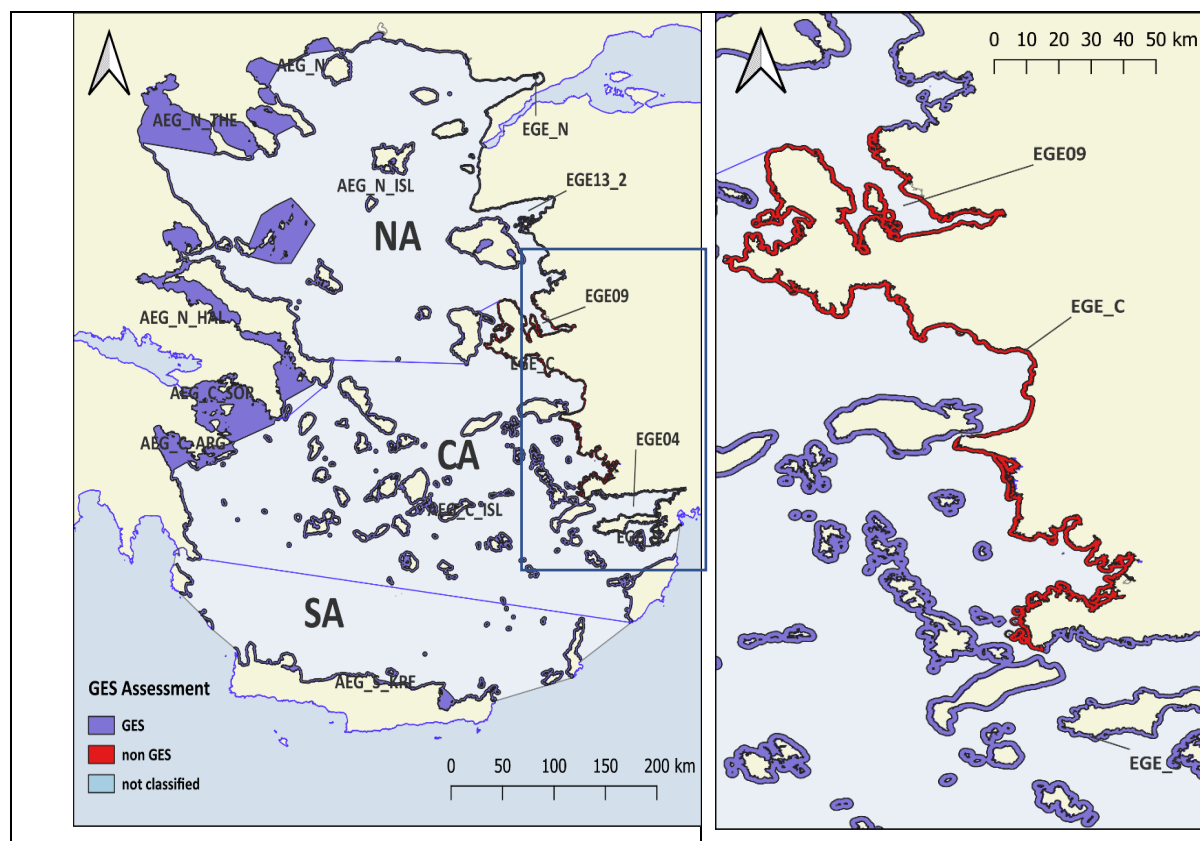 AEG_N
AEG_N_THE
EGE_N
AEG_N_ISL
EGE13_2
NA
EGE09
AEG_N_HAL
EGE_C
AEG_C_SOR
AEG_C_ARG
CA
EGE04
AEG_C_ISL
SA
AEG_S_KRE
GES Assessment
GES
non GES
not classified
0 50 100 150 200 km
0 10 20 30 40 50 km
EGE09
EGE_C